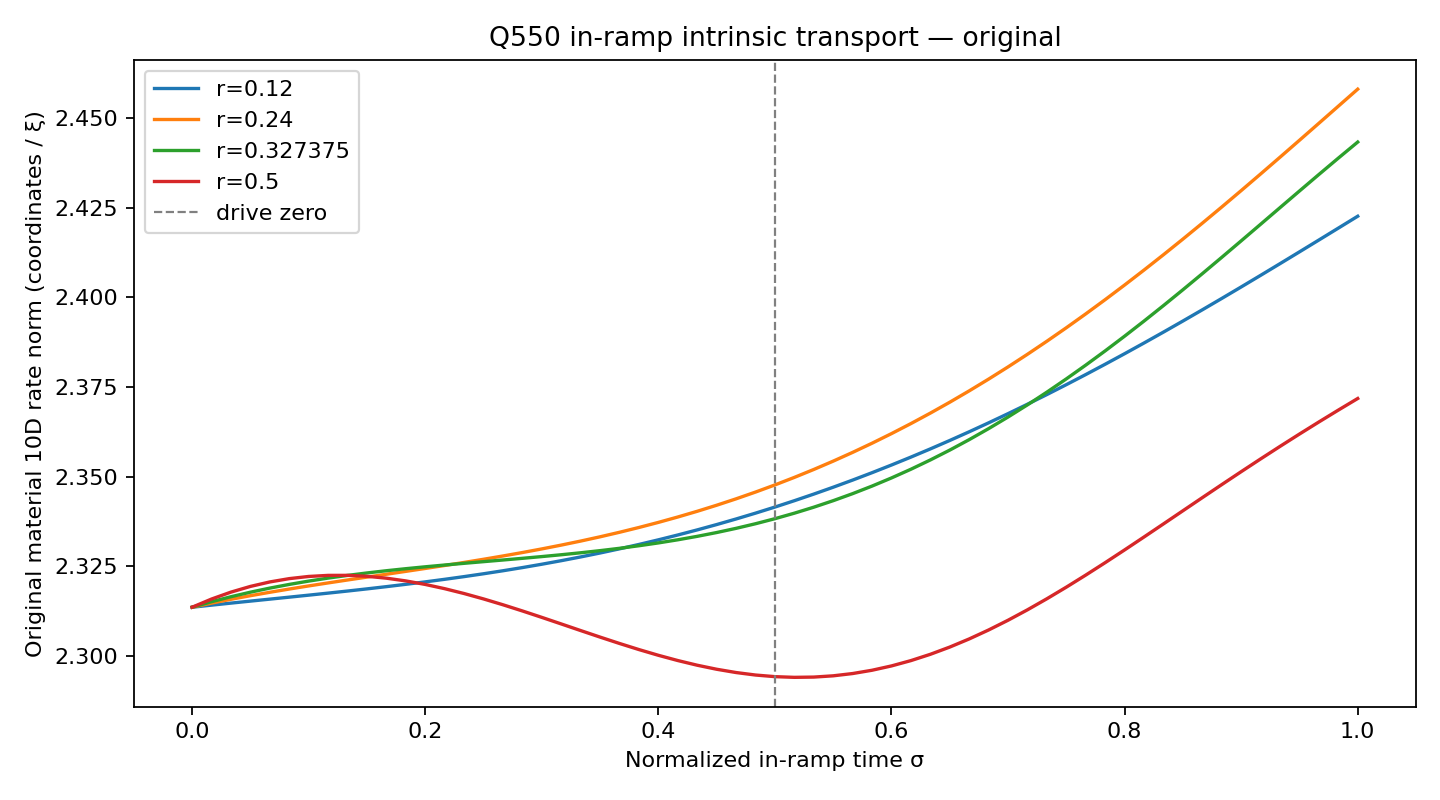 Q550 in-ramp intrinsic transport — original
r=0.12
r=0.24
r=0.327375
r=0.5
drive zero
Original material 10D rate norm (coordinates / ξ)
2.450
2.425
2.400
2.375
2.350
2.325
2.300
0.0 0.2 0.4 0.6 0.8 1.0
Normalized in-ramp time σ